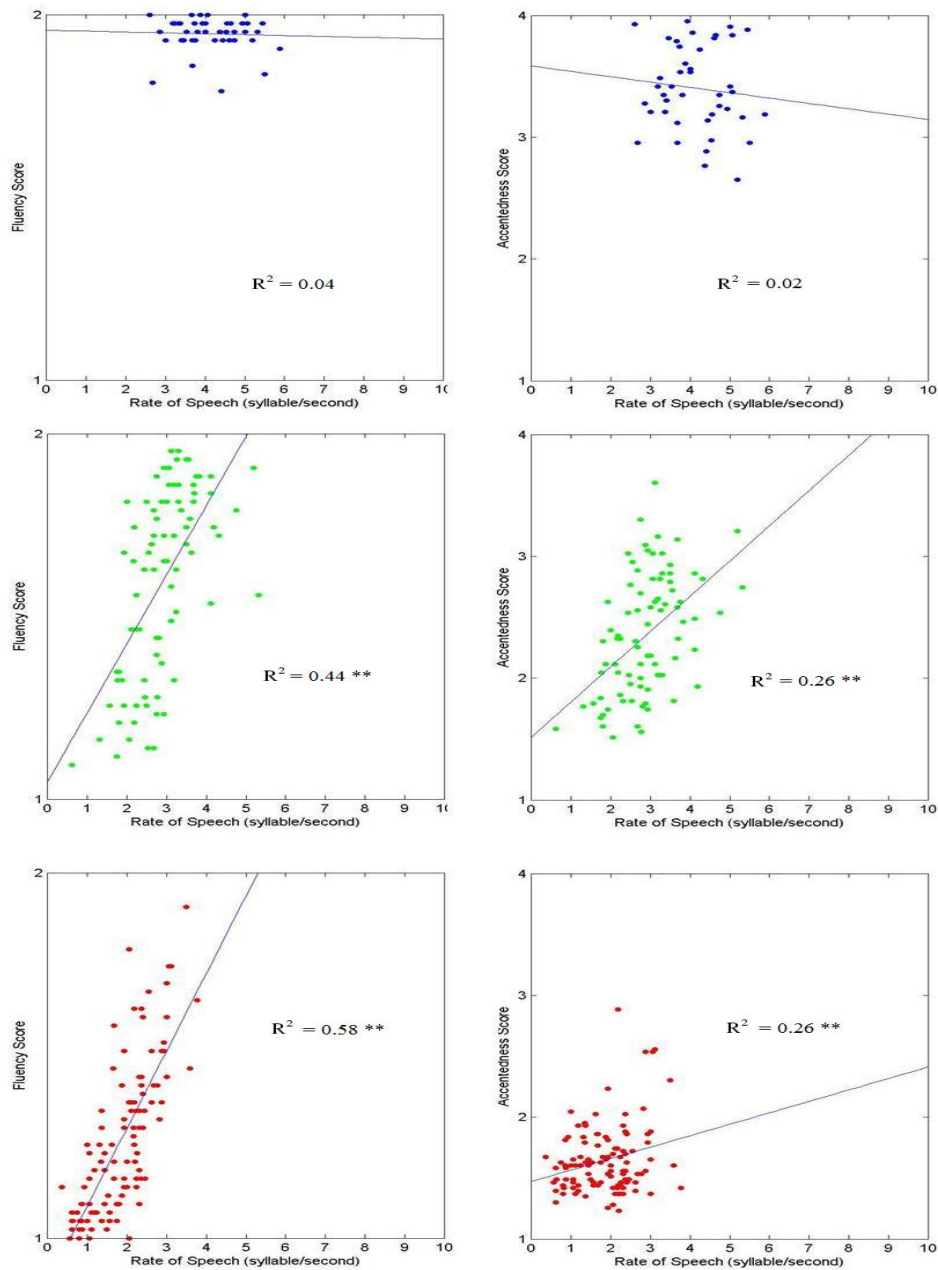 2
Fluency Score
R² = 0.04
1
0 1 2 3 4 5 6 7 8 9 10
Rate of Speech (syllable/second)
4
3
Accentedness Score
2
R² = 0.02
1
0 1 2 3 4 5 6 7 8 9 10
Rate of Speech (syllable/second)
2
Fluency Score
R² = 0.44 **
1
0 1 2 3 4 5 6 7 8 9 10
Rate of Speech (syllable/second)
4
3
Accentedness Score
2
R² = 0.26 **
1
0 1 2 3 4 5 6 7 8 9 10
Rate of Speech (syllable/second)
2
Fluency Score
R² = 0.58 **
1
0 1 2 3 4 5 6 7 8 9 10
Rate of Speech (syllable/second)
4
3
Accentedness Score
R² = 0.26 **
2
1
0 1 2 3 4 5 6 7 8 9 10
Rate of Speech (syllable/second)